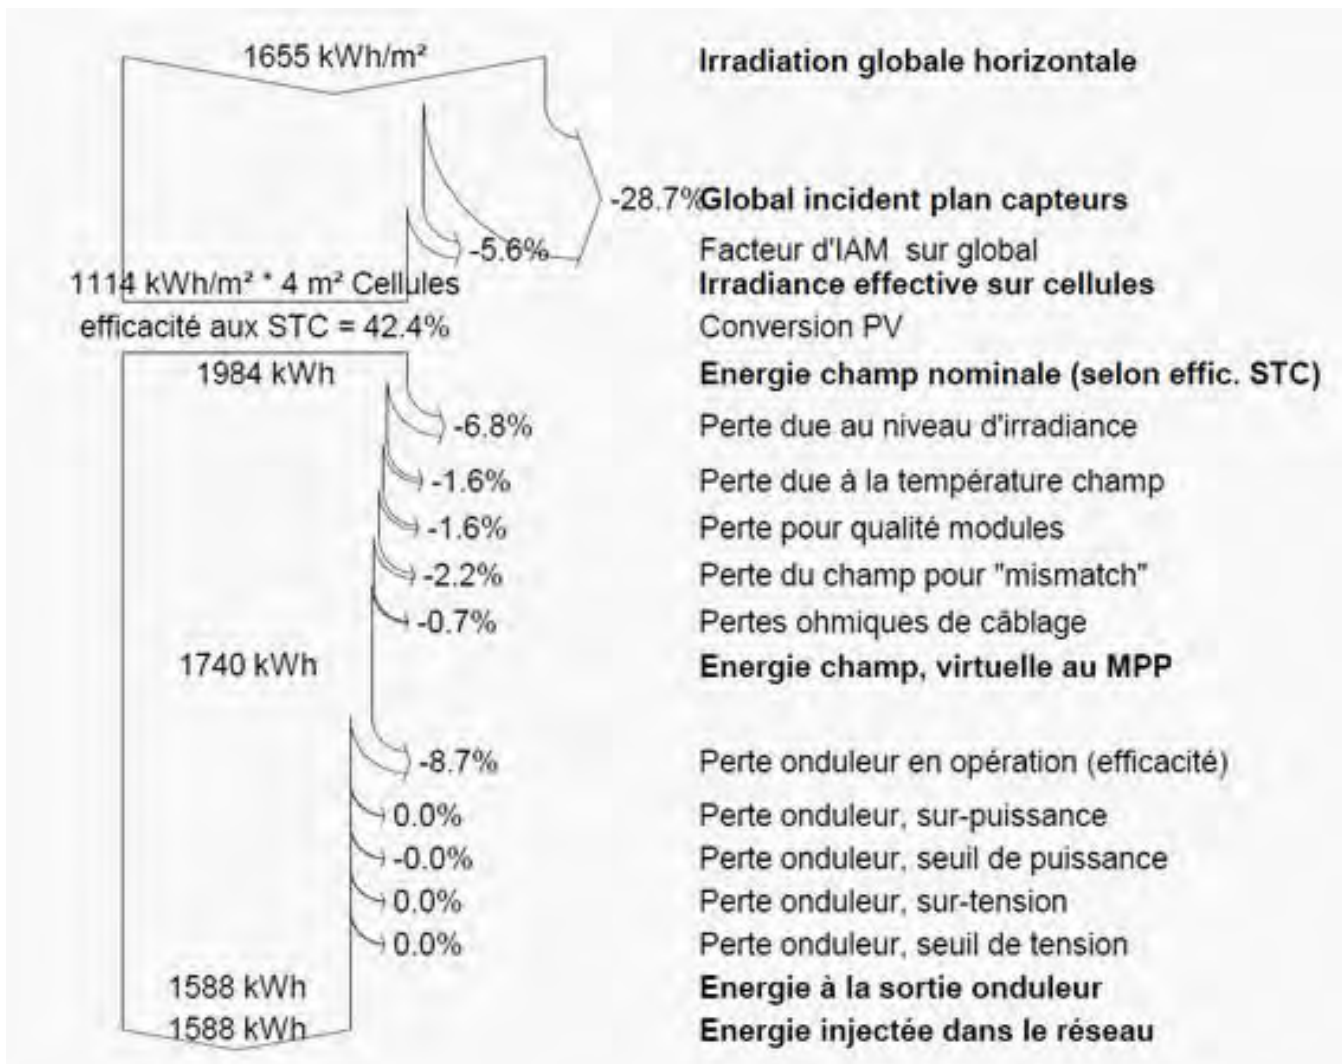 1655 kWh/m² Irradiation globale horizontale
-28.7% Global incident plan capteurs
-5.6% Facteur d'IAM sur global
1114 kWh/m² * 4 m² Cellules Irradiance effective sur cellules
efficacité aux STC = 42.4% Conversion PV
1984 kWh Energie champ nominale (selon effic. STC)
-6.8% Perte due au niveau d'irradiance
-1.6% Perte due à la température champ
-1.6% Perte pour qualité modules
-2.2% Perte du champ pour "mismatch"
-0.7% Pertes ohmiques de câblage
1740 kWh Energie champ, virtuelle au MPP
-8.7% Perte onduleur en opération (efficacité)
0.0% Perte onduleur, sur-puissance
-0.0% Perte onduleur, seuil de puissance
0.0% Perte onduleur, sur-tension
0.0% Perte onduleur, seuil de tension
1588 kWh Energie à la sortie onduleur
1588 kWh Energie injectée dans le réseau